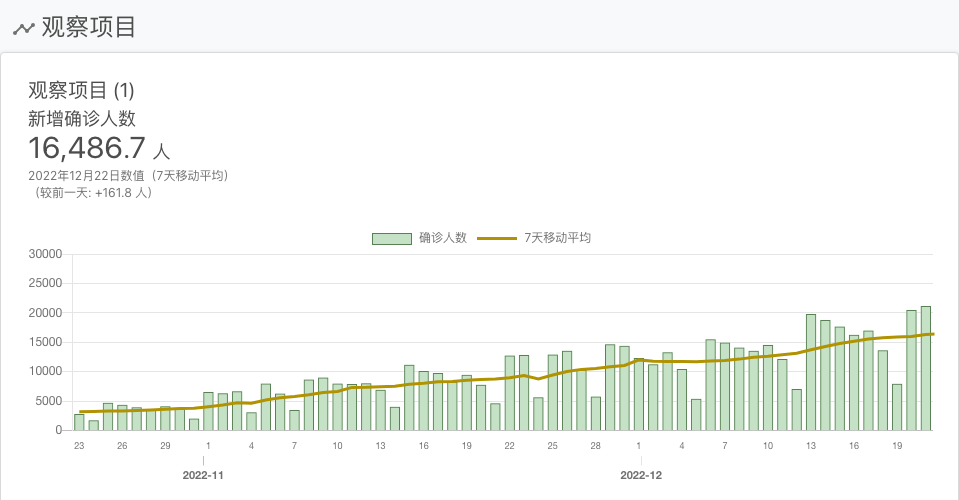 观察项目
观察项目 (1)
新增确诊人数
16,486.7 人
2022年12月22日数值（7天移动平均）
（较前一天: +161.8 人）
确诊人数 7天移动平均
30000
25000
20000
15000
10000
5000
0
23 26 29 1 4 7 10 13 16 19 22 25 28 1 4 7 10 13 16 19
2022-11 2022-12